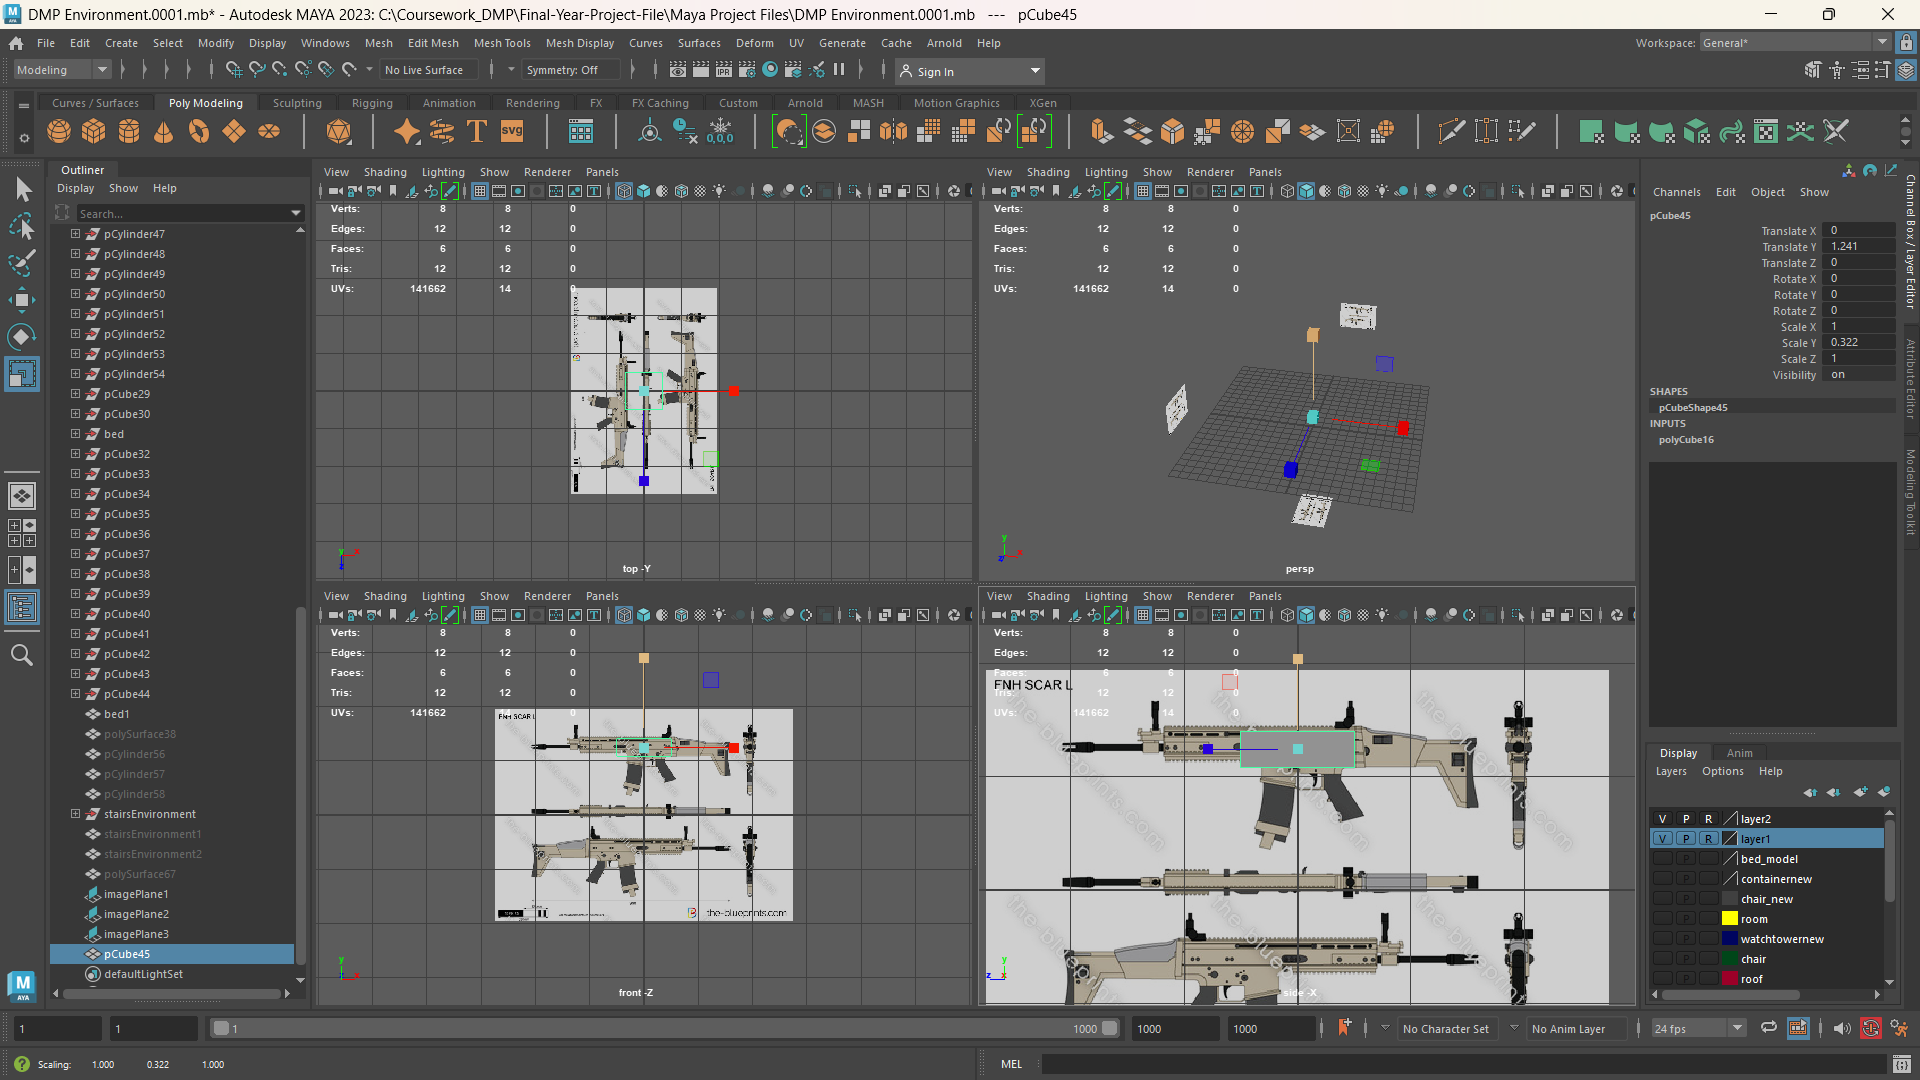 DMP Environment.0001.mb* - Autodesk MAYA 2023: C:\Coursework_DMP\Final-Year-Project-File\Maya Project Files\DMP Environment.0001.mb --- pCube45
File Edit Create Select Modify Display Windows Mesh Edit Mesh Mesh Tools Mesh Display Curves Surfaces Deform UV Generate Cache Arnold Help
Workspace: General*
Modeling No Live Surface Symmetry: Off Sign In
Curves / Surfaces Poly Modeling Sculpting Rigging Animation Rendering FX FX Caching Custom Arnold MASH Motion Graphics XGen
Outliner
Display Show Help
Search...
pCylinder47
pCylinder48
pCylinder49
pCylinder50
pCylinder51
pCylinder52
pCylinder53
pCylinder54
pCube29
pCube30
bed
pCube32
pCube33
pCube34
pCube35
pCube36
pCube37
pCube38
pCube39
pCube40
pCube41
pCube42
pCube43
pCube44
bed1
polySurface38
pCylinder56
pCylinder57
pCylinder58
stairsEnvironment
stairsEnvironment1
stairsEnvironment2
polySurface67
imagePlane1
imagePlane2
imagePlane3
pCube45
defaultLightSet
View Shading Lighting Show Renderer Panels
Verts: 8 8 0
Edges: 12 12 0
Faces: 6 6 0
Tris: 12 12 0
UVs: 141662 14 0
top -Y
View Shading Lighting Show Renderer Panels
Verts: 8 8 0
Edges: 12 12 0
Faces: 6 6 0
Tris: 12 12 0
UVs: 141662 14 0
persp
View Shading Lighting Show Renderer Panels
Verts: 8 8 0
Edges: 12 12 0
Faces: 6 6 0
Tris: 12 12 0
UVs: 141662 14 0
FNH SCAR L
the-blueprints.com
front -Z
View Shading Lighting Show Renderer Panels
Verts: 8 8 0
Edges: 12 12 0
Faces: 6 6 0
Tris: 12 12 0
UVs: 141662 14 0
FNH SCAR L
the-blueprints.com
side -X
Channels Edit Object Show
pCube45
Translate X 0
Translate Y 1.241
Translate Z 0
Rotate X 0
Rotate Y 0
Rotate Z 0
Scale X 1
Scale Y 0.322
Scale Z 1
Visibility on
SHAPES
pCubeShape45
INPUTS
polyCube16
Channel Box / Layer Editor
Attribute Editor
Modeling Toolkit
Display Anim
Layers Options Help
V P R layer2
V P R layer1
P bed_model
P containernew
P chair_new
P room
P watchtowernew
P chair
P roof
1 1 1 1000 1000 1000 No Character Set No Anim Layer 24 fps
Scaling: 1.000 0.322 1.000 MEL